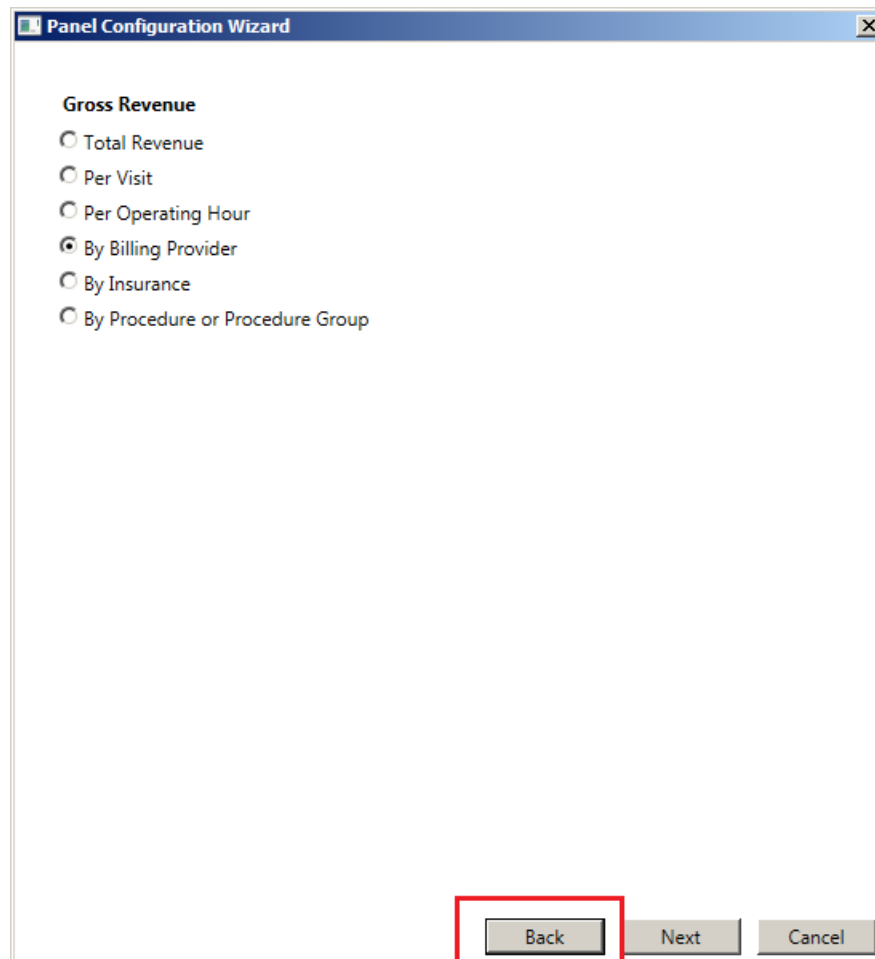 Panel Configuration Wizard
Gross Revenue
Total Revenue
Per Visit
Per Operating Hour
By Billing Provider
By Insurance
By Procedure or Procedure Group
Back Next Cancel